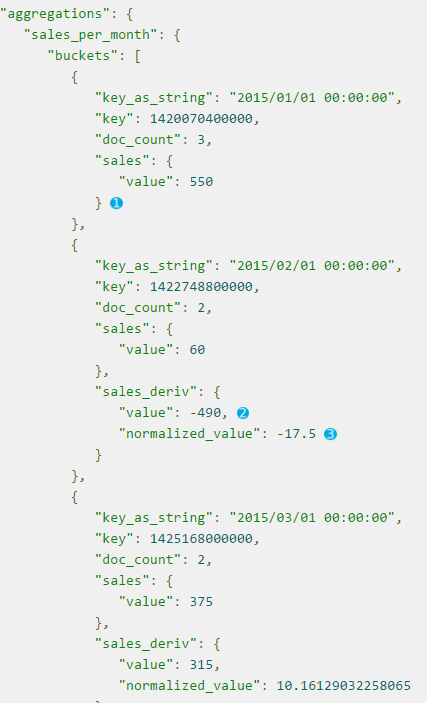 "aggregations": {
"sales_per_month": {
"buckets": [
{
"key_as_string": "2015/01/01 00:00:00",
"key": 1420070400000,
"doc_count": 3,
"sales": {
"value": 550
} 1
},
{
"key_as_string": "2015/02/01 00:00:00",
"key": 1422748800000,
"doc_count": 2,
"sales": {
"value": 60
},
"sales_deriv": {
"value": -490, 2
"normalized_value": -17.5 3
}
},
{
"key_as_string": "2015/03/01 00:00:00",
"key": 1425168000000,
"doc_count": 2,
"sales": {
"value": 375
},
"sales_deriv": {
"value": 315,
"normalized_value": 10.16129032258065